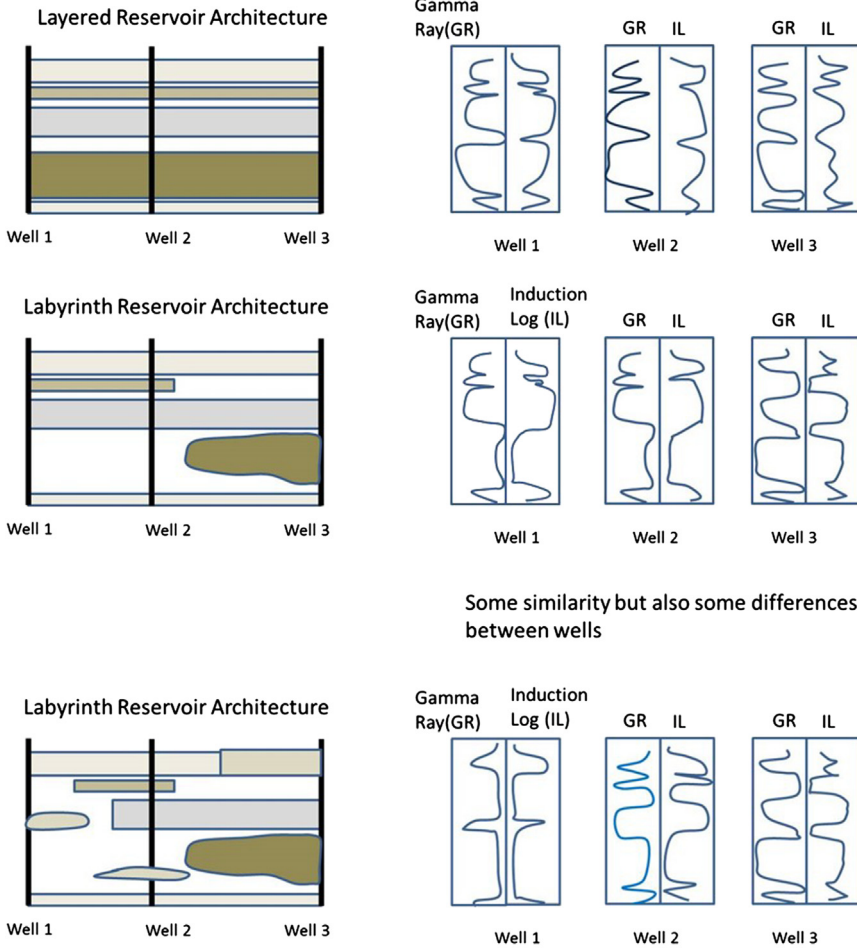 Layered Reservoir Architecture
Gamma
Ray(GR)
GR IL
GR IL
Well 1 Well 2 Well 3
Well 1 Well 2 Well 3
Labyrinth Reservoir Architecture
Gamma
Ray(GR)
Induction
Log (IL)
GR IL
GR IL
Well 1 Well 2 Well 3
Well 1 Well 2 Well 3
Some similarity but also some differences
between wells
Labyrinth Reservoir Architecture
Gamma
Ray(GR)
Induction
Log (IL)
GR IL
GR IL
Well 1 Well 2 Well 3
Well 1 Well 2 Well 3